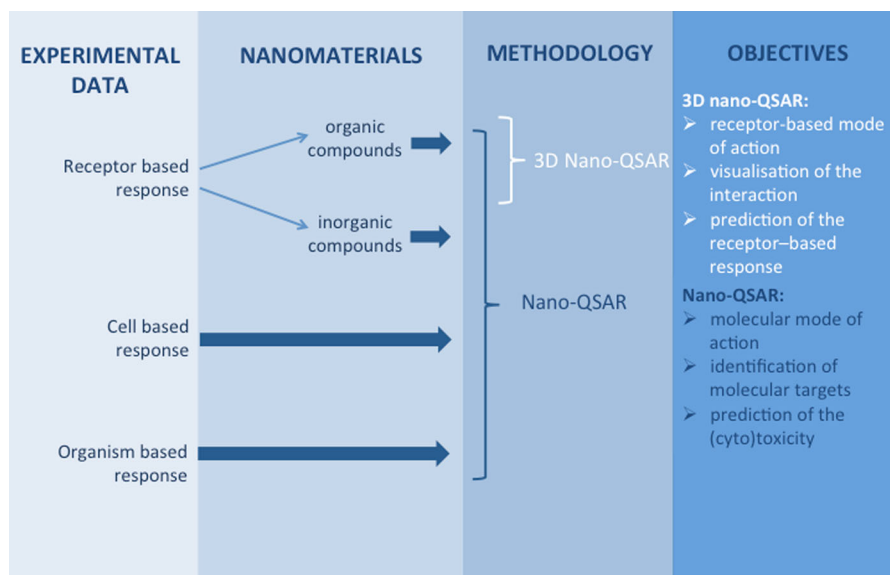 EXPERIMENTAL
DATA
Receptor based
response
Cell based
response
Organism based
response
NANOMATERIALS
organic
compounds
inorganic
compounds
METHODOLOGY
3D Nano-QSAR
Nano-QSAR
OBJECTIVES
3D nano-QSAR:
➢ receptor-based mode
of action
➢ visualisation of the
interaction
➢ prediction of the
receptor–based
response
Nano-QSAR:
➢ molecular mode of
action
➢ identification of
molecular targets
➢ prediction of the
(cyto)toxicity